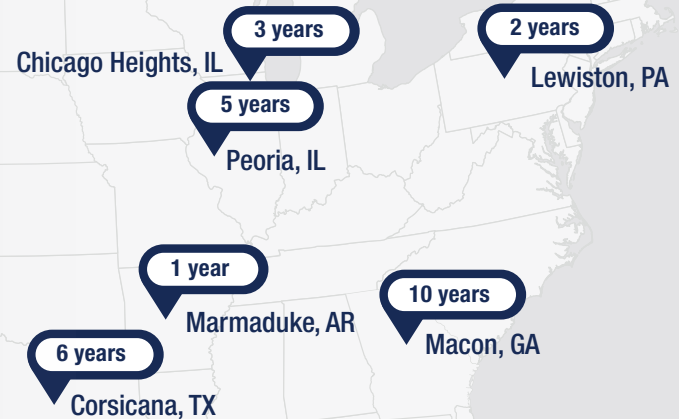 3 years
Chicago Heights, IL
2 years
Lewiston, PA
5 years
Peoria, IL
1 year
Marmaduke, AR
10 years
Macon, GA
6 years
Corsicana, TX